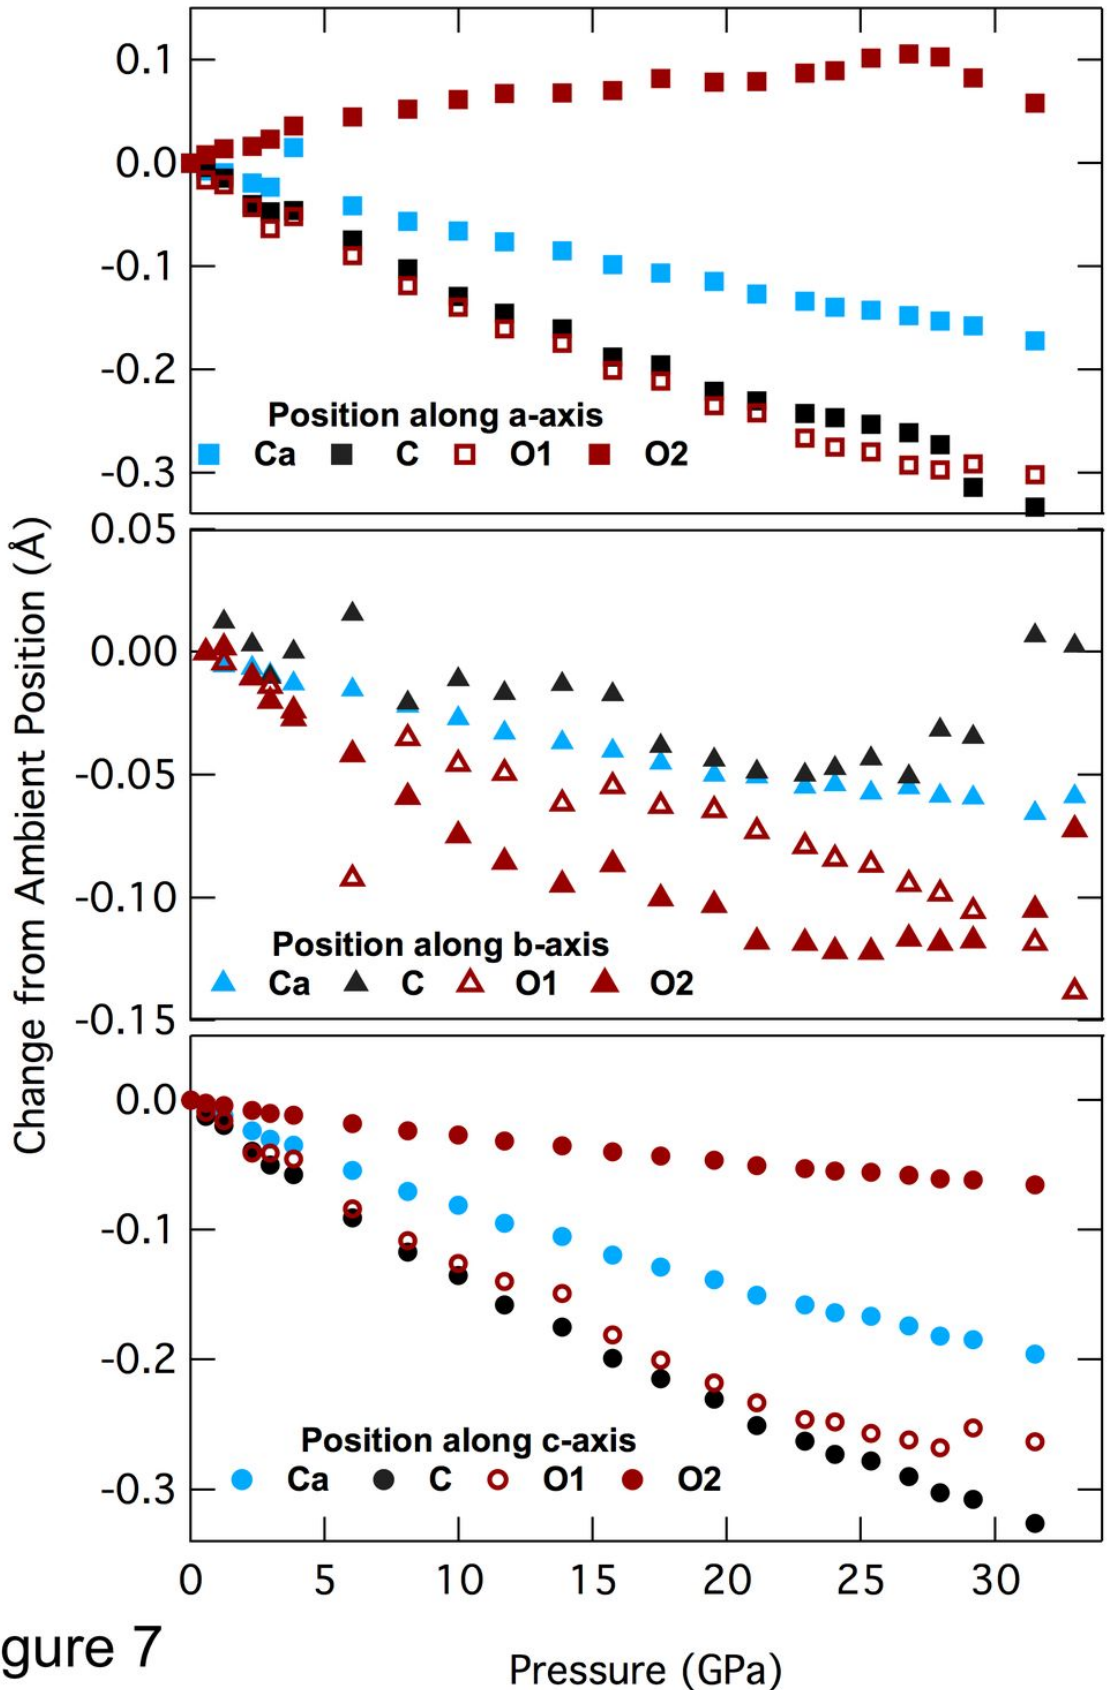 0.1
0.0
-0.1
-0.2
-0.3
Position along a-axis
Ca C O1 O2
Change from Ambient Position (Å)
0.05
0.00
-0.05
-0.10
-0.15
Position along b-axis
Ca C O1 O2
0.0
-0.1
-0.2
-0.3
Position along c-axis
Ca C O1 O2
0 5 10 15 20 25 30
gure 7
Pressure (GPa)